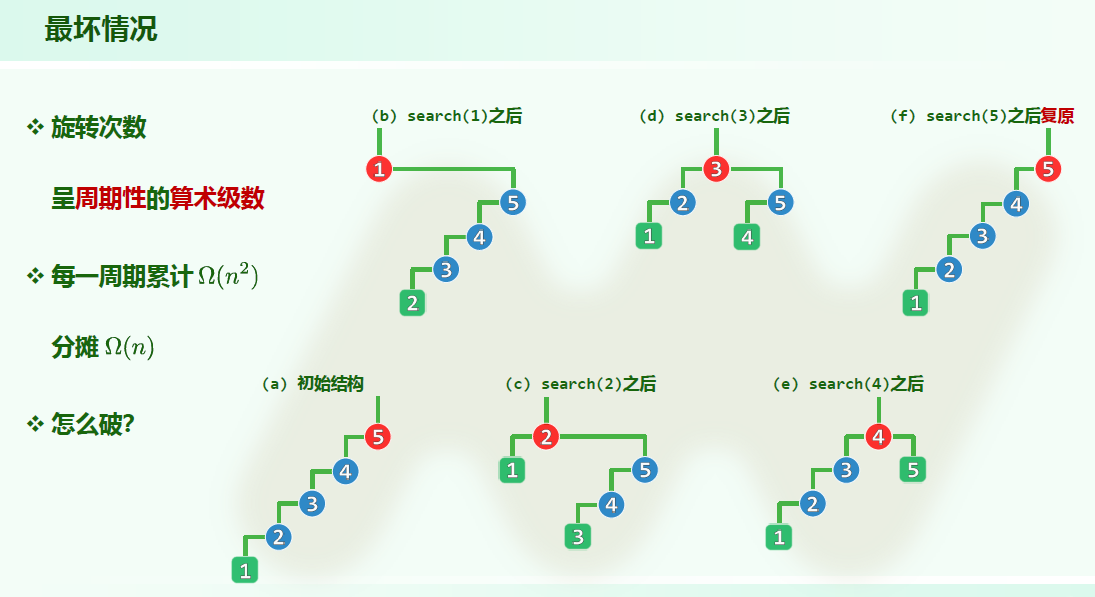 最坏情况
❖ 旋转次数
呈周期性的算术级数
❖ 每一周期累计 Ω(n²)
分摊 Ω(n)
❖ 怎么破?
(b) search(1)之后
1
5
4
3
2
(d) search(3)之后
3
2
5
1
4
(f) search(5)之后复原
5
4
3
2
1
(a) 初始结构
5
4
3
2
1
(c) search(2)之后
2
1
5
4
3
(e) search(4)之后
4
3
5
2
1